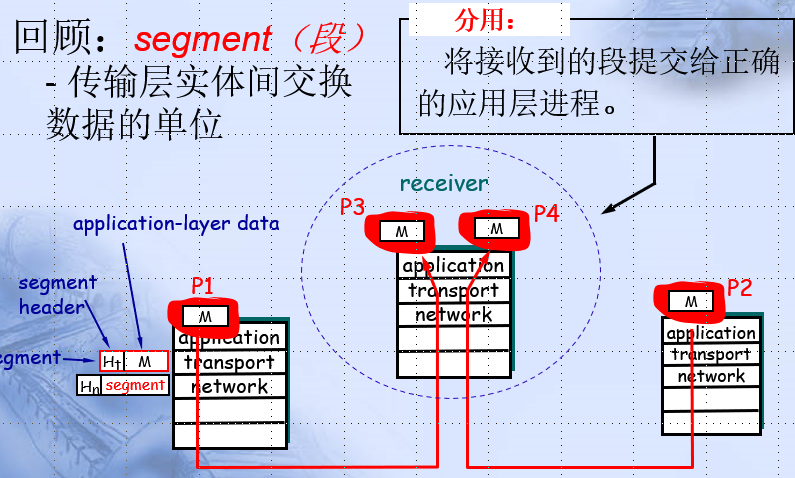 回顾：segment（段）
- 传输层实体间交换
数据的单位
分用：
将接收到的段提交给正确
的应用层进程。
receiver
P3
M
M
P4
application
transport
network
application-layer data
segment
header
P1
M
application
transport
network
egment
Ht M
Hn segment
P2
M
application
transport
network